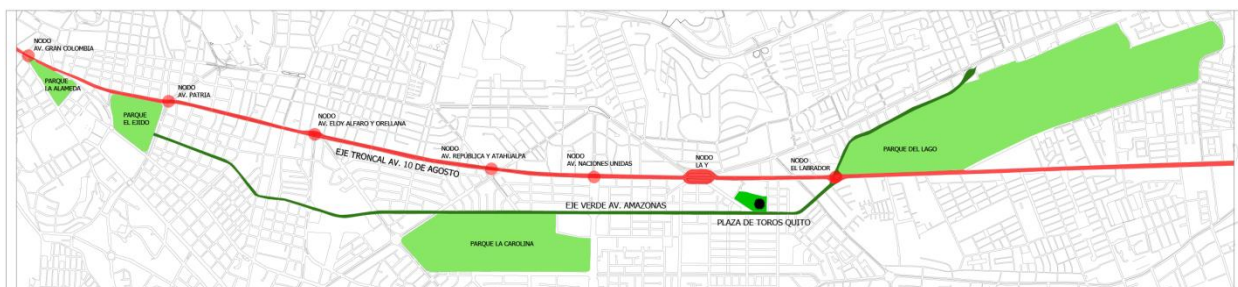 NODO
AV. GRAN COLOMBIA
PARQUE
LA ALAMEDA
NODO
AV. PATRIA
PARQUE
EL EJIDO
NODO
AV. ELOY ALFARO Y ORELLANA
EJE TRONCAL AV. 10 DE AGOSTO
NODO
AV. REPÚBLICA Y ATAHUALPA
NODO
AV. NACIONES UNIDAS
NODO
LA Y
NODO
EL LABRADOR
PARQUE DEL LAGO
EJE VERDE AV. AMAZONAS
PLAZA DE TOROS QUITO
PARQUE LA CAROLINA